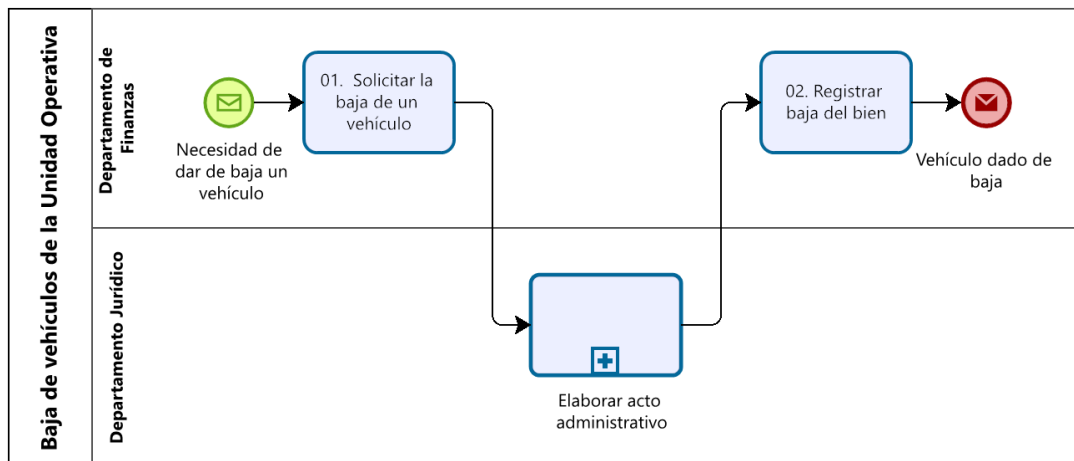 Baja de vehículos de la Unidad Operativa
Departamento de
Finanzas
Necesidad de
dar de baja un
vehículo
01. Solicitar la
baja de un
vehículo
02. Registrar
baja del bien
Vehículo dado de
baja
Departamento Jurídico
Elaborar acto
administrativo